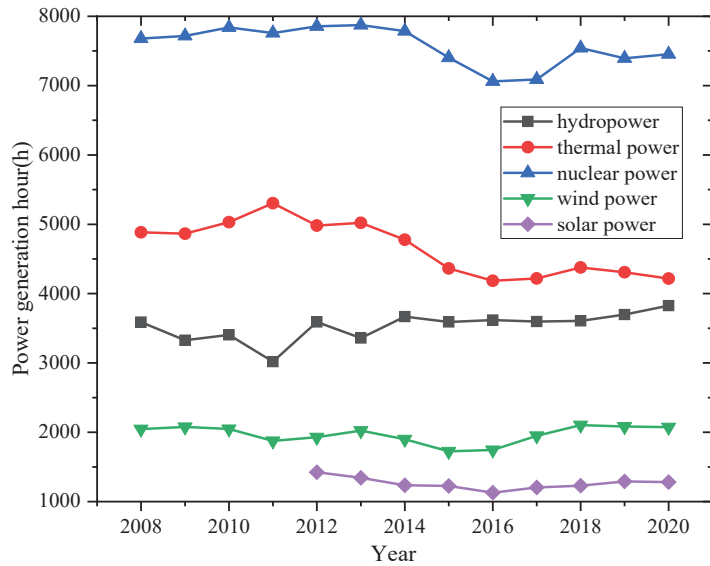 8000
7000
6000
5000
4000
3000
2000
1000
Power generation hour(h)
hydropower
thermal power
nuclear power
wind power
solar power
2008 2010 2012 2014 2016 2018 2020
Year